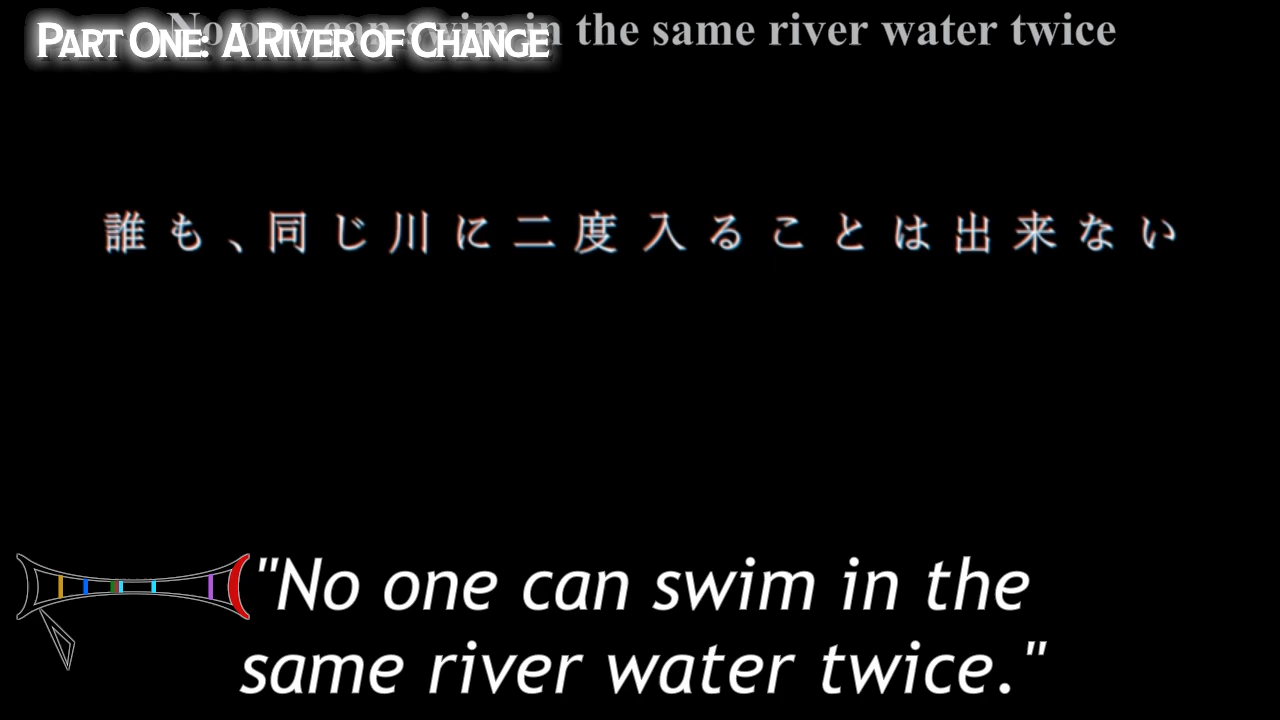 No one can swim in the same river water twice
Part One: A River of Change
誰も、同じ川に二度入ることは出来ない
"No one can swim in the
same river water twice."